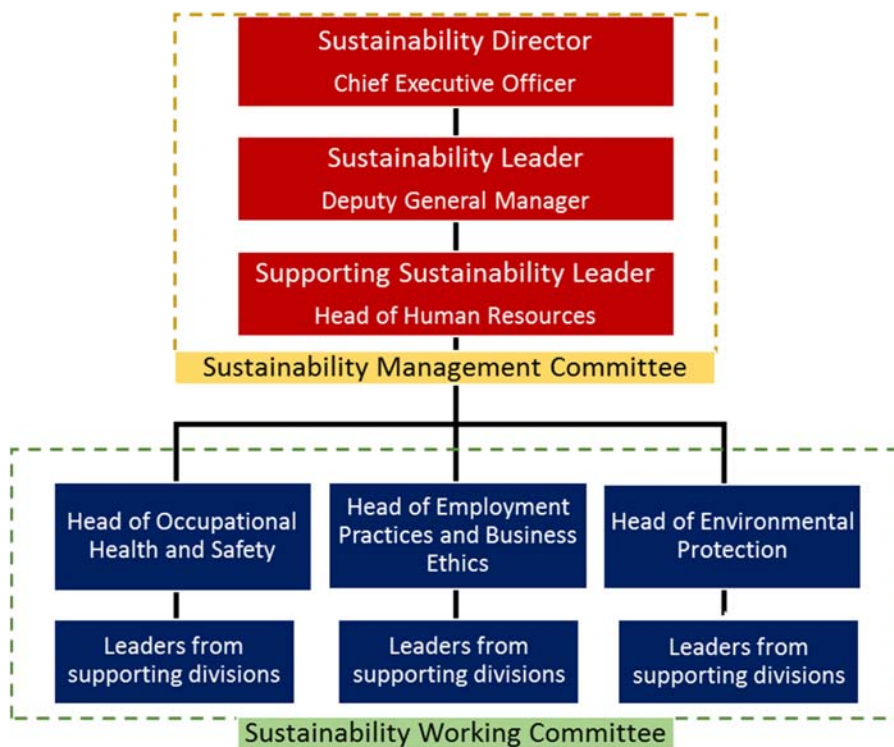 Sustainability Director
Chief Executive Officer
Sustainability Leader
Deputy General Manager
Supporting Sustainability Leader
Head of Human Resources
Sustainability Management Committee
Head of Occupational
Health and Safety
Head of Employment
Practices and Business
Ethics
Head of Environmental
Protection
Leaders from
supporting divisions
Leaders from
supporting divisions
Leaders from
supporting divisions
Sustainability Working Committee